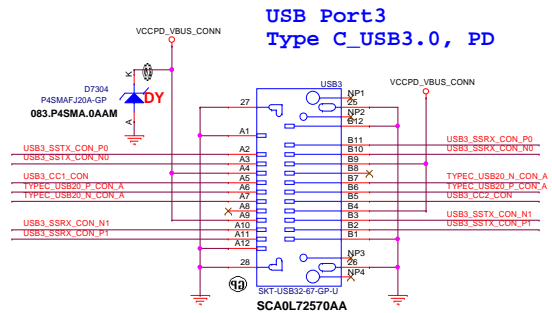 USB Port3
Type C_USB3.0, PD
VCCPD_VBUS_CONN
D7304
P4SMAFJ20A-GP
083.P4SMA.0AAM
K
A
DY
USB3
VCCPD_VBUS_CONN
27
NP1
25
NP2
B12
A1
B11
USB3_SSRX_CON_P0
USB3_SSTX_CON_P0
A2
B10
USB3_SSRX_CON_N0
USB3_SSTX_CON_N0
A3
B9
A4
B8
USB3_CC1_CON
A5
B7
TYPEC_USB20_N_CON_A
TYPEC_USB20_P_CON_A
A6
B6
TYPEC_USB20_P_CON_A
TYPEC_USB20_N_CON_A
A7
B5
USB3_CC2_CON
A8
B4
A9
B3
USB3_SSTX_CON_N1
USB3_SSRX_CON_N1
A10
B2
USB3_SSTX_CON_P1
USB3_SSRX_CON_P1
A11
B1
A12
NP3
28
26
NP4
SKT-USB32-67-GP-U
SCA0L72570AA